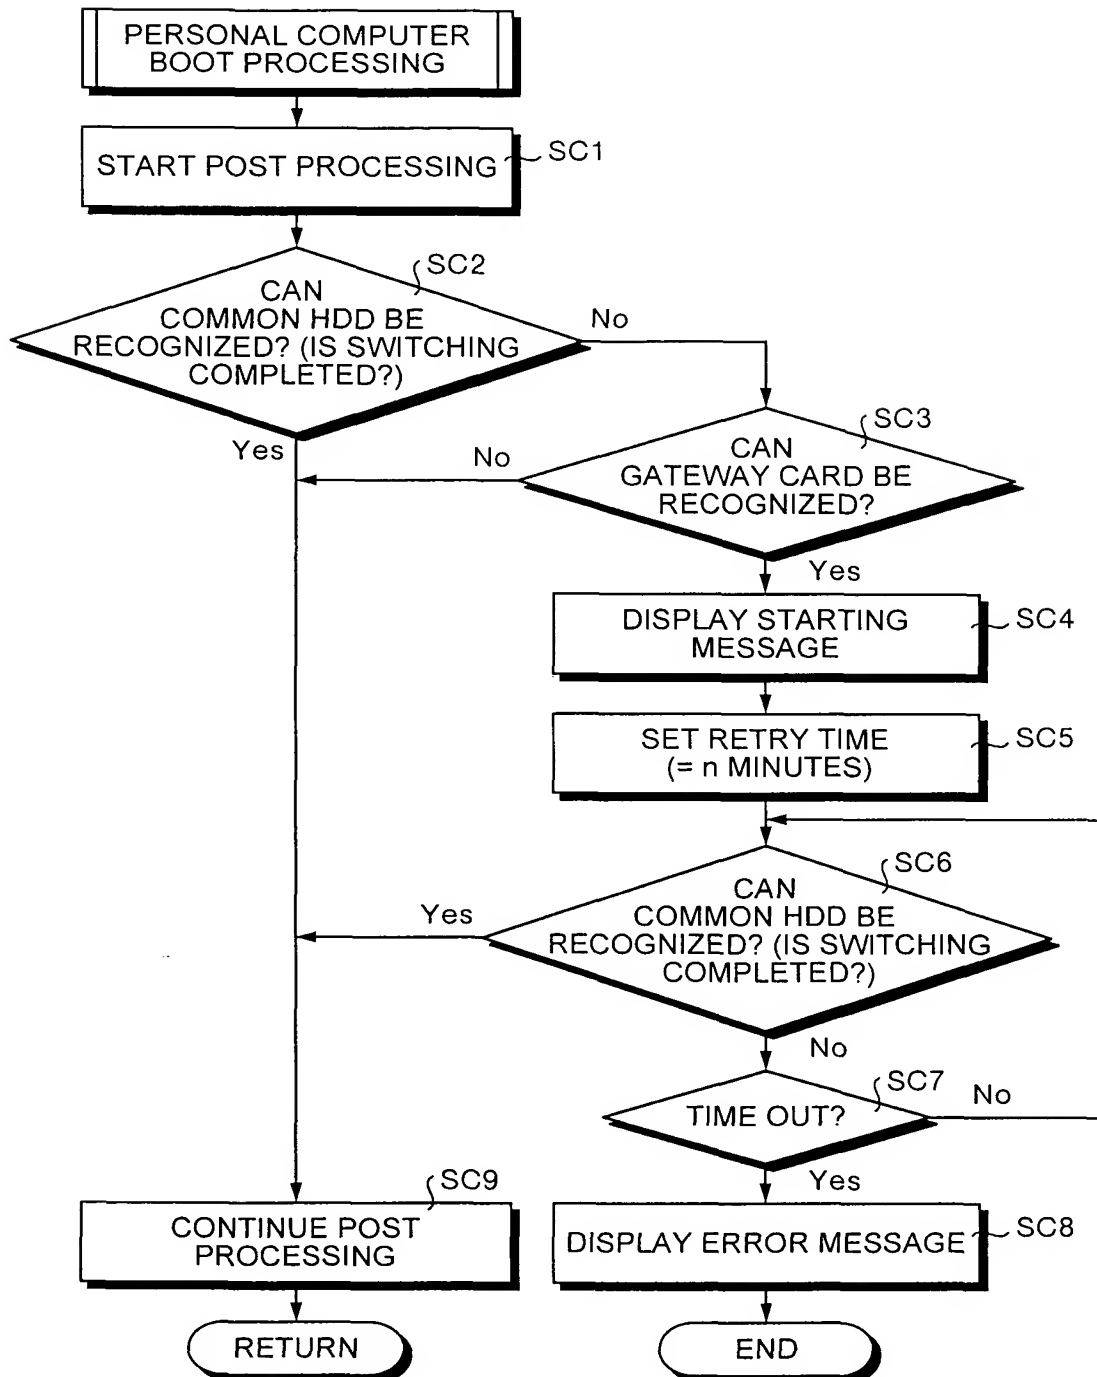 PERSONAL COMPUTER
BOOT PROCESSING
START POST PROCESSING
SC1
SC2
CAN
COMMON HDD BE
RECOGNIZED? (IS SWITCHING
COMPLETED?)
No
Yes
SC3
CAN
GATEWAY CARD BE
RECOGNIZED?
No
Yes
DISPLAY STARTING
MESSAGE
SC4
SET RETRY TIME
(= n MINUTES)
SC5
SC6
CAN
COMMON HDD BE
RECOGNIZED? (IS SWITCHING
COMPLETED?)
Yes
No
SC7
TIME OUT?
No
Yes
SC9
CONTINUE POST
PROCESSING
DISPLAY ERROR MESSAGE
SC8
RETURN
END